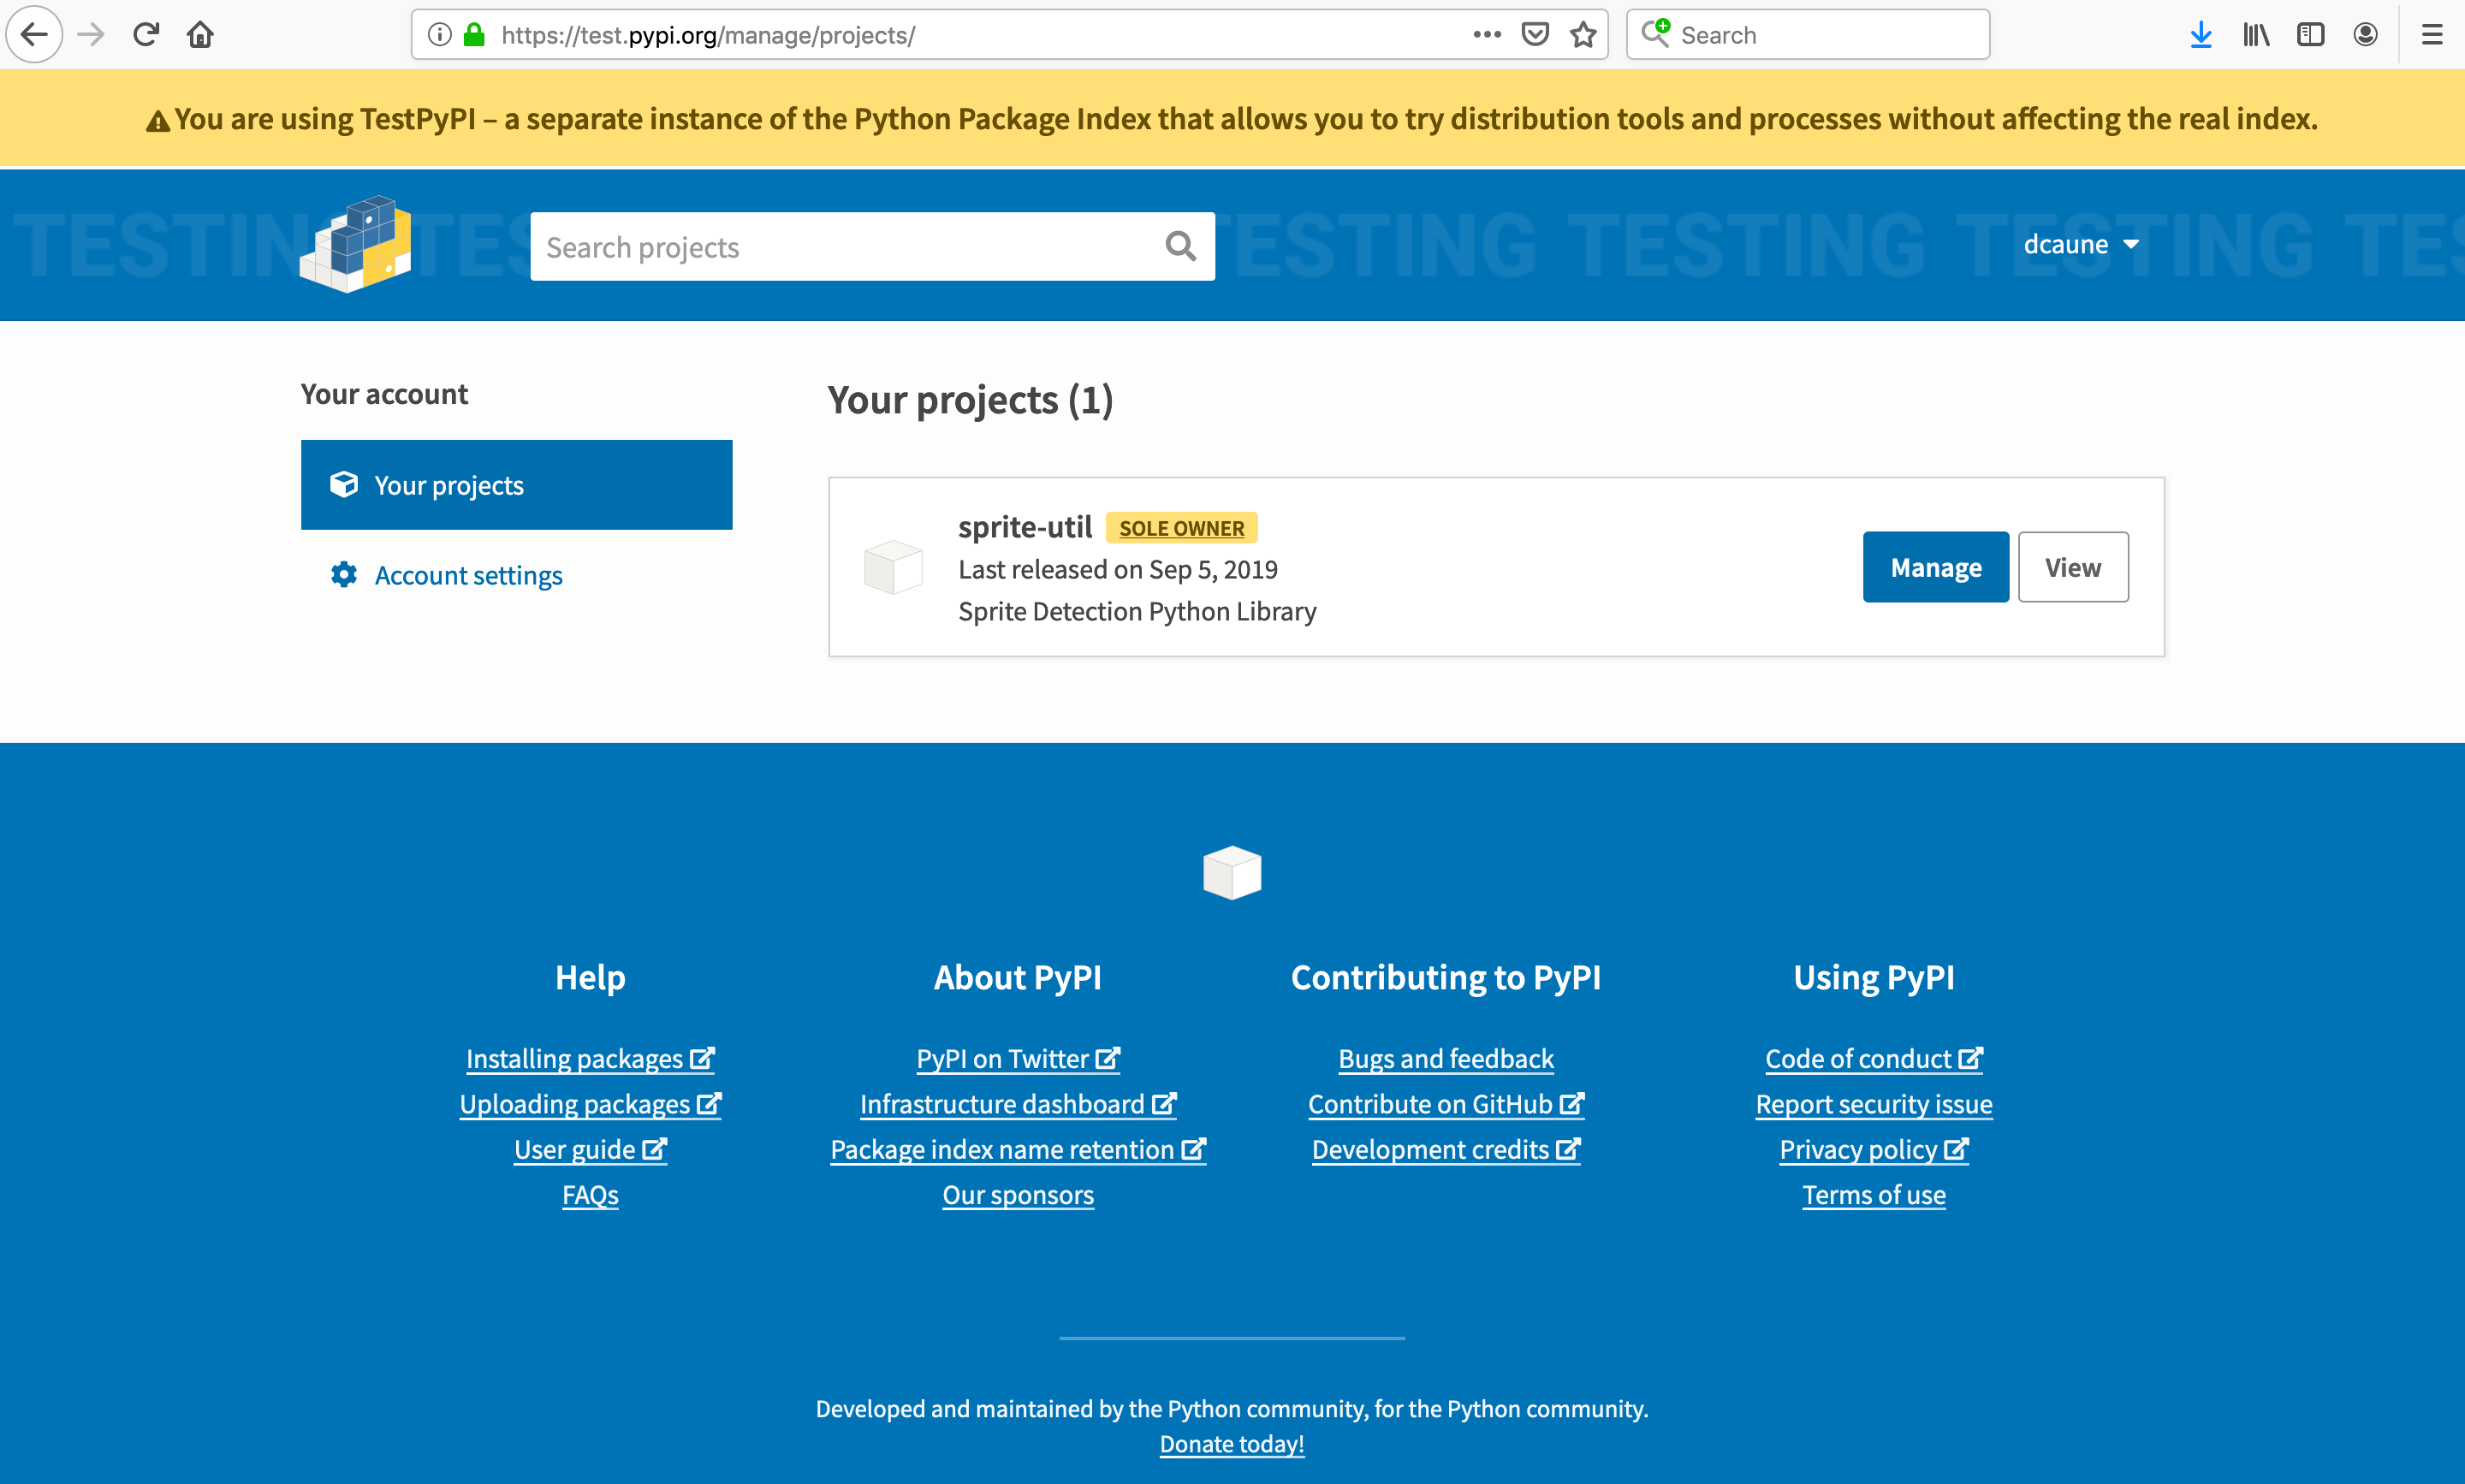 https://test.pypi.org/manage/projects/
Search
You are using TestPyPI – a separate instance of the Python Package Index that allows you to try distribution tools and processes without affecting the real index.
TESTING TESTING TESTING TESTING
Search projects
dcaune
Your account
Your projects
Account settings
Your projects (1)
sprite-util SOLE OWNER
Last released on Sep 5, 2019
Sprite Detection Python Library
Manage
View
Help
Installing packages
Uploading packages
User guide
FAQs
About PyPI
PyPI on Twitter
Infrastructure dashboard
Package index name retention
Our sponsors
Contributing to PyPI
Bugs and feedback
Contribute on GitHub
Development credits
Using PyPI
Code of conduct
Report security issue
Privacy policy
Terms of use
Developed and maintained by the Python community, for the Python community.
Donate today!